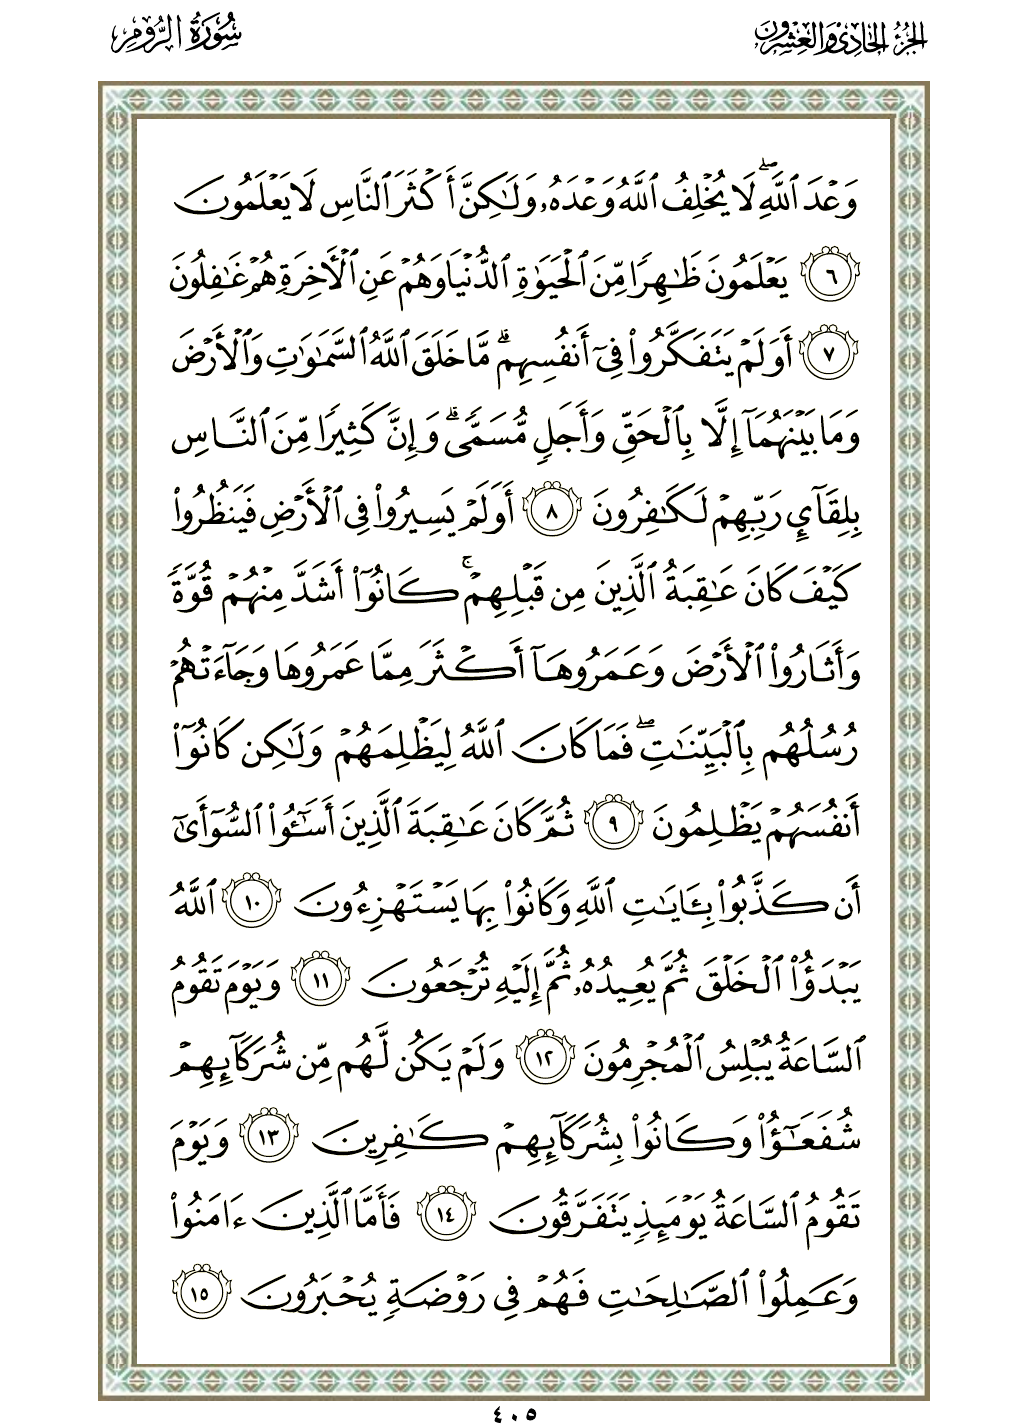 الجزء الحادي والعشرون
سورة الروم
وَعۡدَ ٱللَّهِۖ لَا يُخۡلِفُ ٱللَّهُ وَعۡدَهُۥ وَلَٰكِنَّ أَكۡثَرَ ٱلنَّاسِ لَا يَعۡلَمُونَ
٦ يَعۡلَمُونَ ظَٰهِرٗا مِّنَ ٱلۡحَيَوٰةِ ٱلدُّنۡيَا وَهُمۡ عَنِ ٱلۡأٓخِرَةِ هُمۡ غَٰفِلُونَ
٧ أَوَلَمۡ يَتَفَكَّرُواْ فِيٓ أَنفُسِهِمۗ مَّا خَلَقَ ٱللَّهُ ٱلسَّمَٰوَٰتِ وَٱلۡأَرۡضَ
وَمَا بَيۡنَهُمَآ إِلَّا بِٱلۡحَقِّ وَأَجَلٖ مُّسَمّٗىۗ وَإِنَّ كَثِيرٗا مِّنَ ٱلنَّاسِ
بِلِقَآيِٕ رَبِّهِمۡ لَكَٰفِرُونَ ٨ أَوَلَمۡ يَسِيرُواْ فِي ٱلۡأَرۡضِ فَيَنظُرُواْ
كَيۡفَ كَانَ عَٰقِبَةُ ٱلَّذِينَ مِن قَبۡلِهِمۡۚ كَانُوٓاْ أَشَدَّ مِنۡهُمۡ قُوَّةٗ
وَأَثَارُواْ ٱلۡأَرۡضَ وَعَمَرُوهَآ أَكۡثَرَ مِمَّا عَمَرُوهَا وَجَآءَتۡهُمۡ
رُسُلُهُم بِٱلۡبَيِّنَٰتِۖ فَمَا كَانَ ٱللَّهُ لِيَظۡلِمَهُمۡ وَلَٰكِن كَانُوٓاْ
أَنفُسَهُمۡ يَظۡلِمُونَ ٩ ثُمَّ كَانَ عَٰقِبَةَ ٱلَّذِينَ أَسَٰٓـُٔواْ ٱلسُّوٓأَىٰٓ
أَن كَذَّبُواْ بِـَٔايَٰتِ ٱللَّهِ وَكَانُواْ بِهَا يَسۡتَهۡزِءُونَ ١٠ ٱللَّهُ
يَبۡدَؤُاْ ٱلۡخَلۡقَ ثُمَّ يُعِيدُهُۥ ثُمَّ إِلَيۡهِ تُرۡجَعُونَ ١١ وَيَوۡمَ تَقُومُ
ٱلسَّاعَةُ يُبۡلِسُ ٱلۡمُجۡرِمُونَ ١٢ وَلَمۡ يَكُن لَّهُم مِّن شُرَكَآئِهِمۡ
شُفَعَٰٓؤُاْ وَكَانُواْ بِشُرَكَآئِهِمۡ كَٰفِرِينَ ١٣ وَيَوۡمَ
تَقُومُ ٱلسَّاعَةُ يَوۡمَئِذٖ يَتَفَرَّقُونَ ١٤ فَأَمَّا ٱلَّذِينَ ءَامَنُواْ
وَعَمِلُواْ ٱلصَّٰلِحَٰتِ فَهُمۡ فِي رَوۡضَةٖ يُحۡبَرُونَ ١٥
٤٠٥